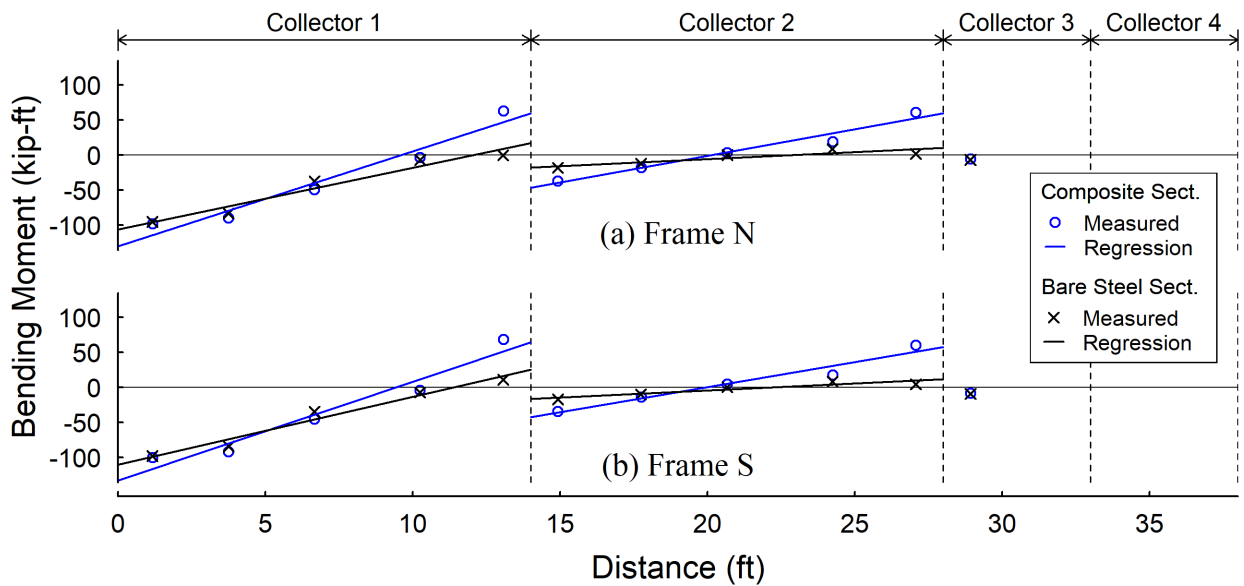 Collector 1
Collector 2
Collector 3
Collector 4
Bending Moment (kip-ft)
100
50
0
-50
-100
(a) Frame N
Composite Sect.
Measured
Regression
Bare Steel Sect.
Measured
Regression
100
50
0
-50
-100
(b) Frame S
0
5
10
15
20
25
30
35
Distance (ft)